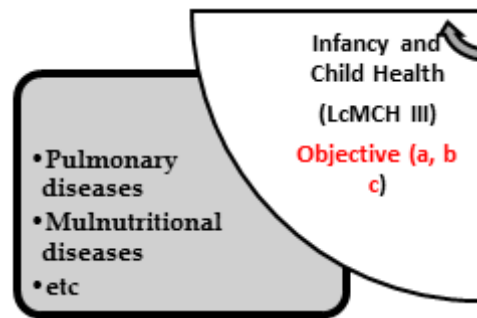 Infancy and
Child Health
(LcMCH III)
Objective (a, b
c)
•Pulmonary
diseases
•Mulnutritional
diseases
•etc